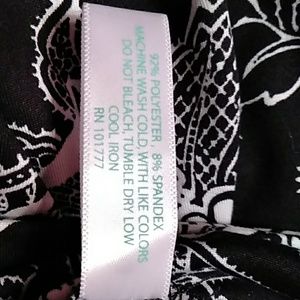 92% POLYESTER, 8% SPANDEX
MACHINE WASH COLD, WITH LIKE COLORS
DO NOT BLEACH, TUMBLE DRY LOW
COOL IRON
RN 101777